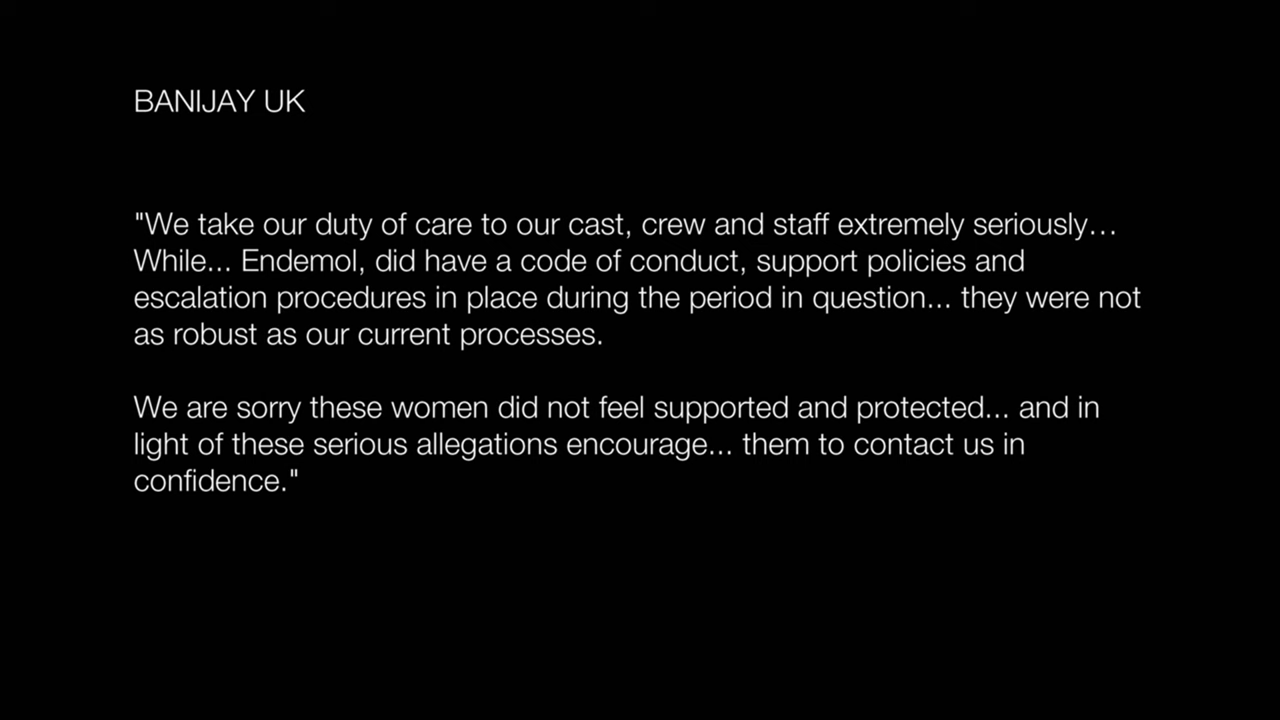 BANIJAY UK
"We take our duty of care to our cast, crew and staff extremely seriously…
While... Endemol, did have a code of conduct, support policies and
escalation procedures in place during the period in question... they were not
as robust as our current processes.
We are sorry these women did not feel supported and protected... and in
light of these serious allegations encourage... them to contact us in
confidence."